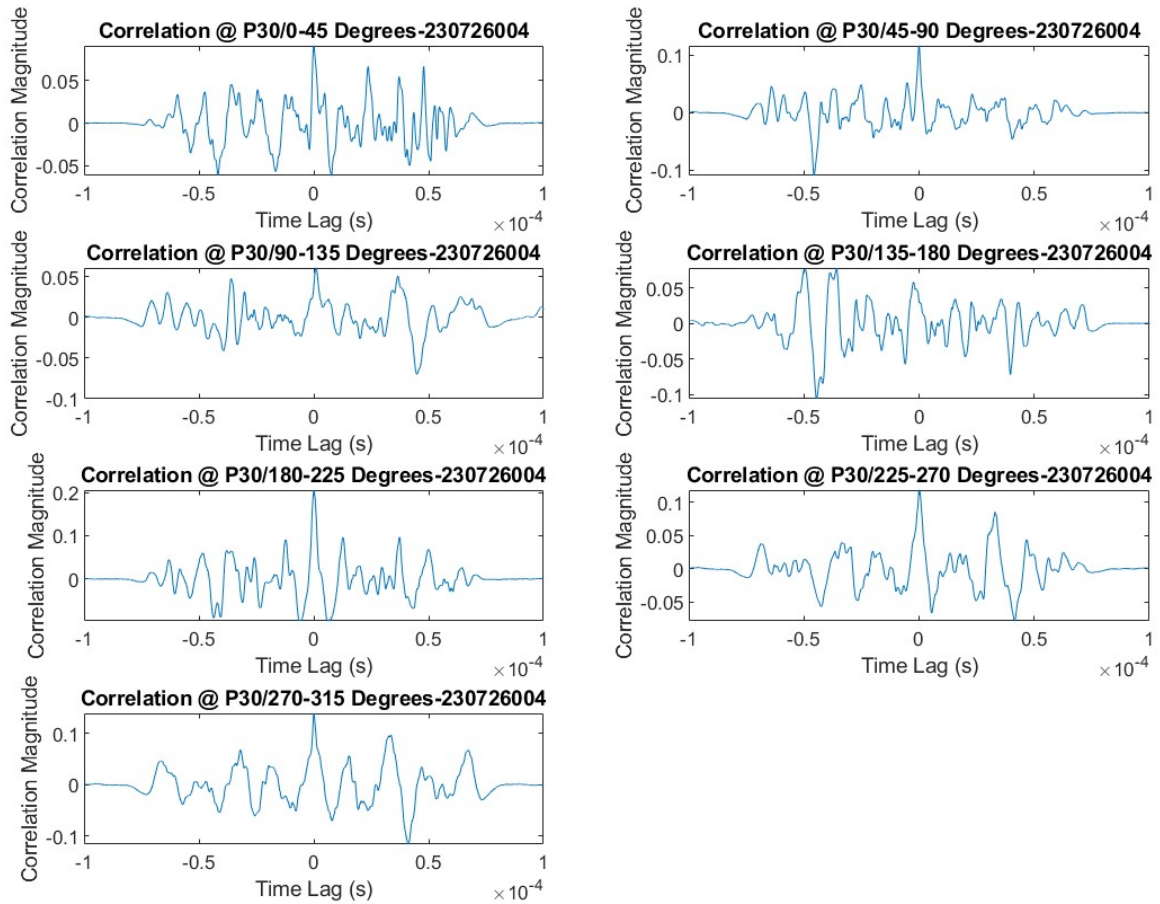 Correlation @ P30/0-45 Degrees-230726004
Correlation Magnitude
0.05
0
-0.05
-1 -0.5 0 0.5 1
Time Lag (s)
×10⁻⁴
Correlation @ P30/45-90 Degrees-230726004
Correlation Magnitude
0.1
0
-0.1
-1 -0.5 0 0.5 1
Time Lag (s)
×10⁻⁴
Correlation @ P30/90-135 Degrees-230726004
Correlation Magnitude
0.05
0
-0.05
-0.1
-1 -0.5 0 0.5 1
Time Lag (s)
×10⁻⁴
Correlation @ P30/135-180 Degrees-230726004
Correlation Magnitude
0.05
0
-0.05
-0.1
-1 -0.5 0 0.5 1
Time Lag (s)
×10⁻⁴
Correlation @ P30/180-225 Degrees-230726004
Correlation Magnitude
0.2
0.1
0
-1 -0.5 0 0.5 1
Time Lag (s)
×10⁻⁴
Correlation @ P30/225-270 Degrees-230726004
Correlation Magnitude
0.1
0.05
0
-0.05
-1 -0.5 0 0.5 1
Time Lag (s)
×10⁻⁴
Correlation @ P30/270-315 Degrees-230726004
Correlation Magnitude
0.1
0
-0.1
-1 -0.5 0 0.5 1
Time Lag (s)
×10⁻⁴